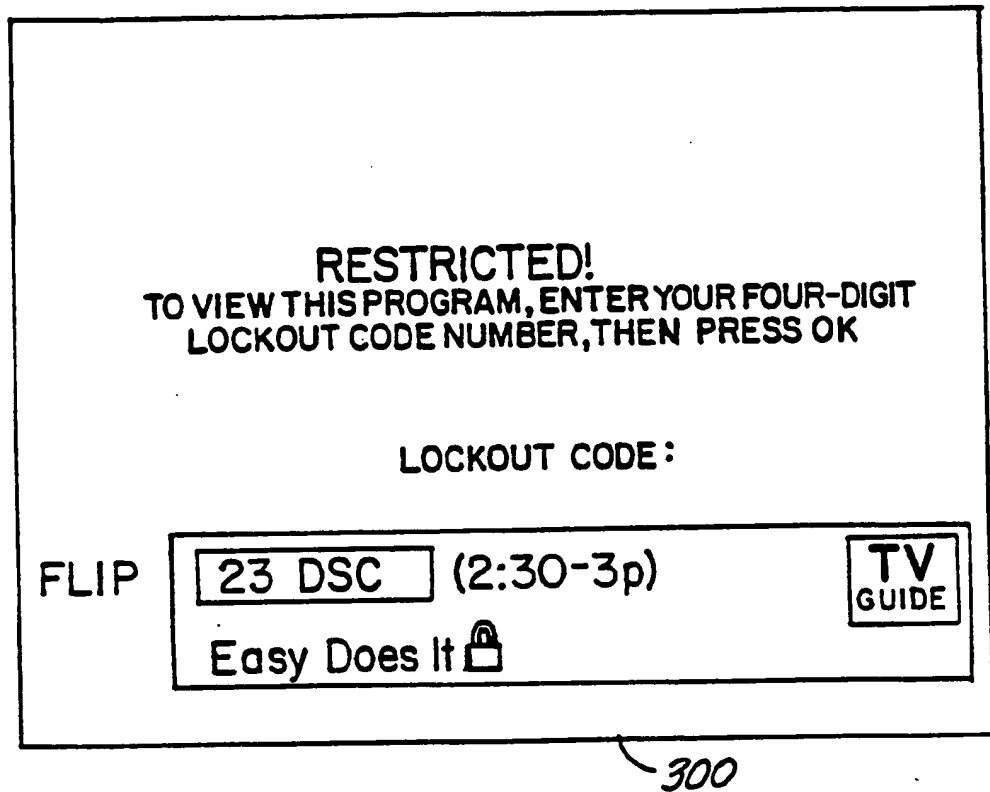 RESTRICTED!
TO VIEW THIS PROGRAM, ENTER YOUR FOUR-DIGIT
LOCKOUT CODE NUMBER, THEN PRESS OK
LOCKOUT CODE:
FLIP
23 DSC (2:30-3p)
TV
GUIDE
Easy Does It
300